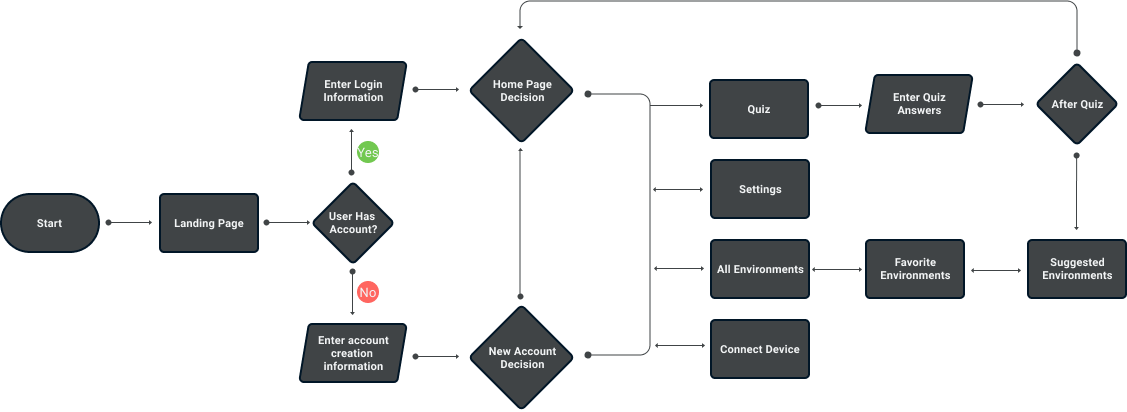 Start
Landing Page
User Has
Account?
Yes
No
Enter Login
Information
Enter account
creation
information
Home Page
Decision
New Account
Decision
Quiz
Enter Quiz
Answers
After Quiz
Settings
All Environments
Favorite
Environments
Suggested
Environments
Connect Device